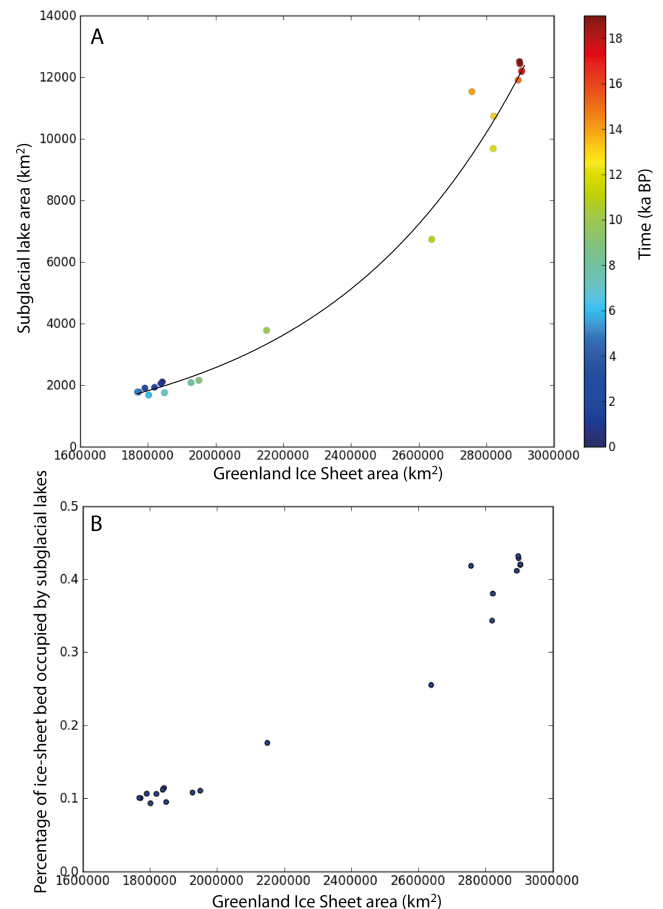 A
14000
12000
10000
8000
6000
4000
2000
0
Subglacial lake area (km²)
1600000 1800000 2000000 2200000 2400000 2600000 2800000 3000000
Greenland Ice Sheet area (km²)
18
16
14
12
10
8
6
4
2
0
Time (ka BP)
B
0.5
0.4
0.3
0.2
0.1
0.0
Percentage of ice-sheet bed occupied by subglacial lakes
1600000 1800000 2000000 2200000 2400000 2600000 2800000 3000000
Greenland Ice Sheet area (km²)